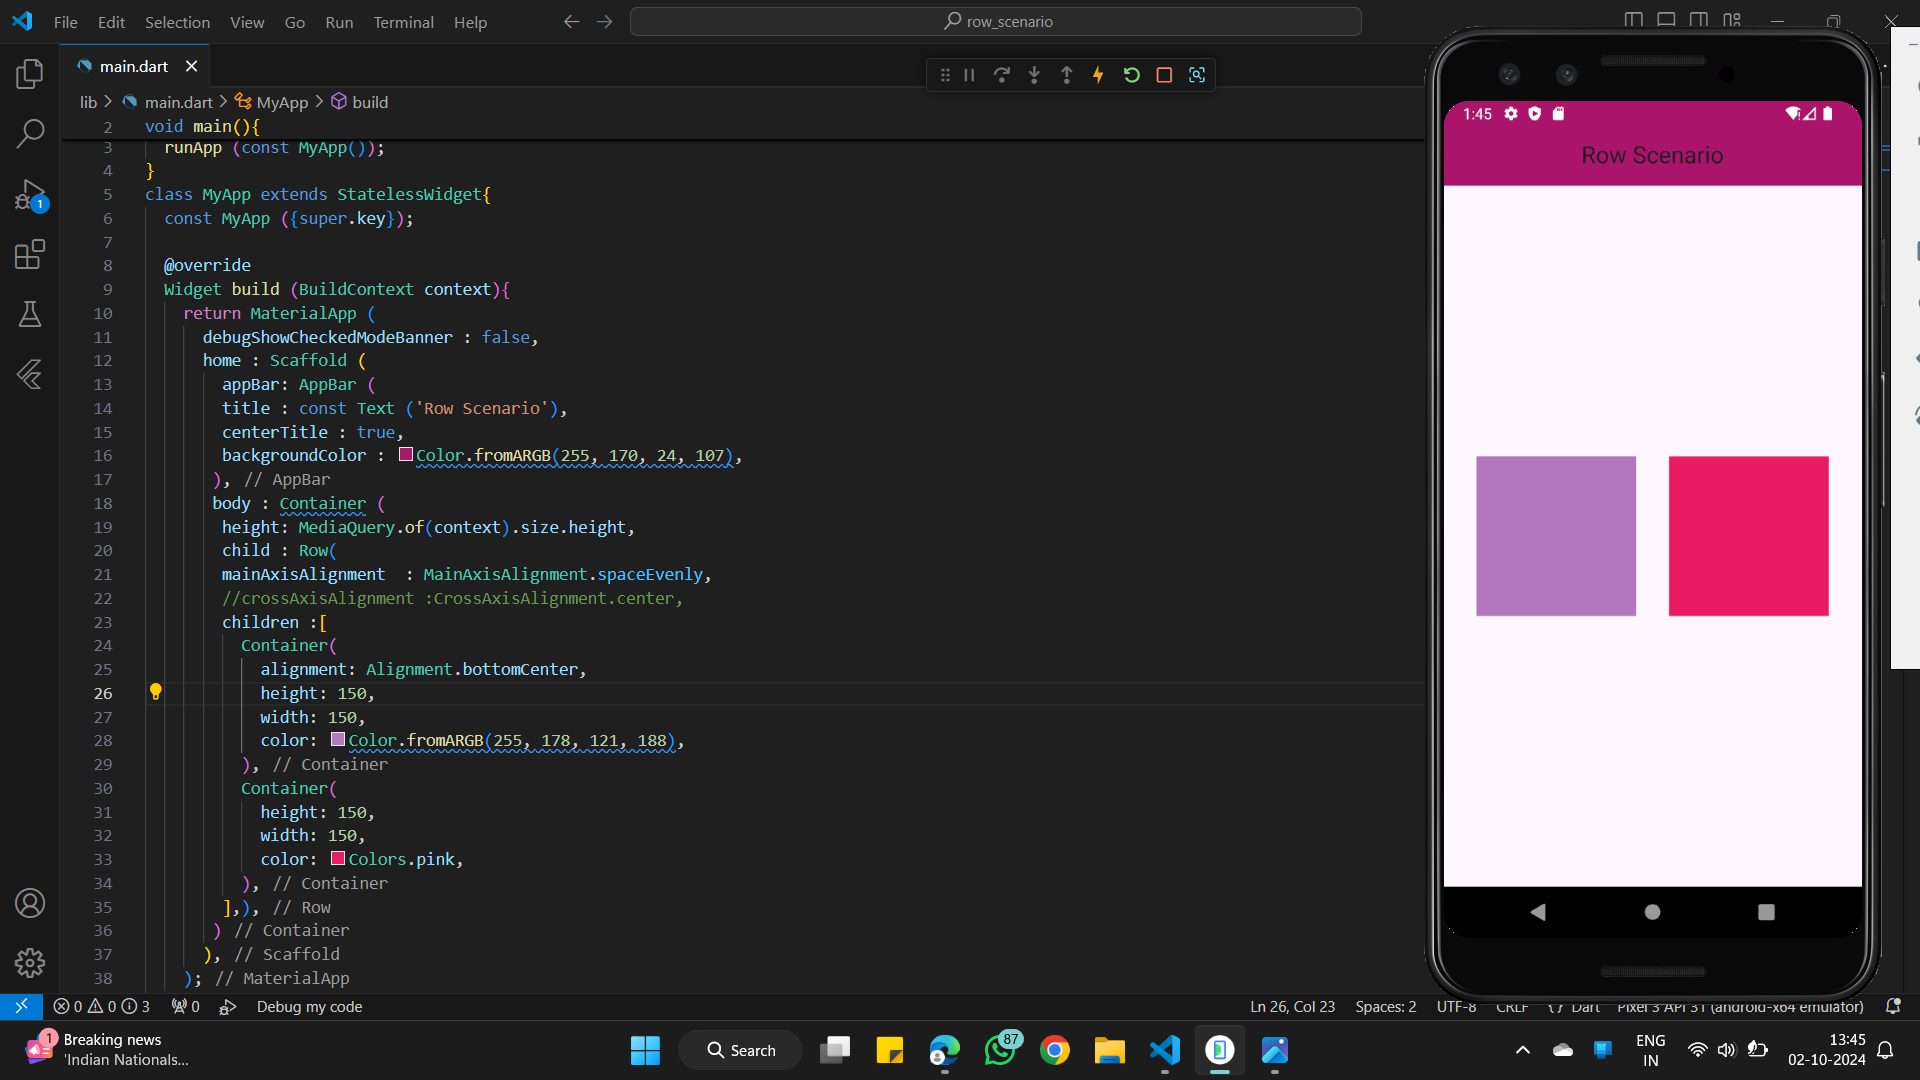 File Edit Selection View Go Run Terminal Help
row_scenario
main.dart
lib > main.dart > MyApp > build
2 void main(){
3 runApp (const MyApp());
4 }
5 class MyApp extends StatelessWidget{
6 const MyApp ({super.key});
7
8 @override
9 Widget build (BuildContext context){
10 return MaterialApp (
11 debugShowCheckedModeBanner : false,
12 home : Scaffold (
13 appBar: AppBar (
14 title : const Text ('Row Scenario'),
15 centerTitle : true,
16 backgroundColor : Color.fromARGB(255, 170, 24, 107),
17 ), // AppBar
18 body : Container (
19 height: MediaQuery.of(context).size.height,
20 child : Row(
21 mainAxisAlignment  : MainAxisAlignment.spaceEvenly,
22 //crossAxisAlignment :CrossAxisAlignment.center,
23 children :[
24 Container(
25 alignment: Alignment.bottomCenter,
26 height: 150,
27 width: 150,
28 color: Color.fromARGB(255, 178, 121, 188),
29 ), // Container
30 Container(
31 height: 150,
32 width: 150,
33 color: Colors.pink,
34 ), // Container
35 ],), // Row
36 ) // Container
37 ), // Scaffold
38 ); // MaterialApp
1
1:45
Row Scenario
0 0 3 0 Debug my code
Ln 26, Col 23 Spaces: 2 UTF-8 CRLF {} Dart Pixel 3 API 31 (android-x64 emulator)
1
Breaking news
'Indian Nationals...
Search
87
ENG
IN
13:45
02-10-2024